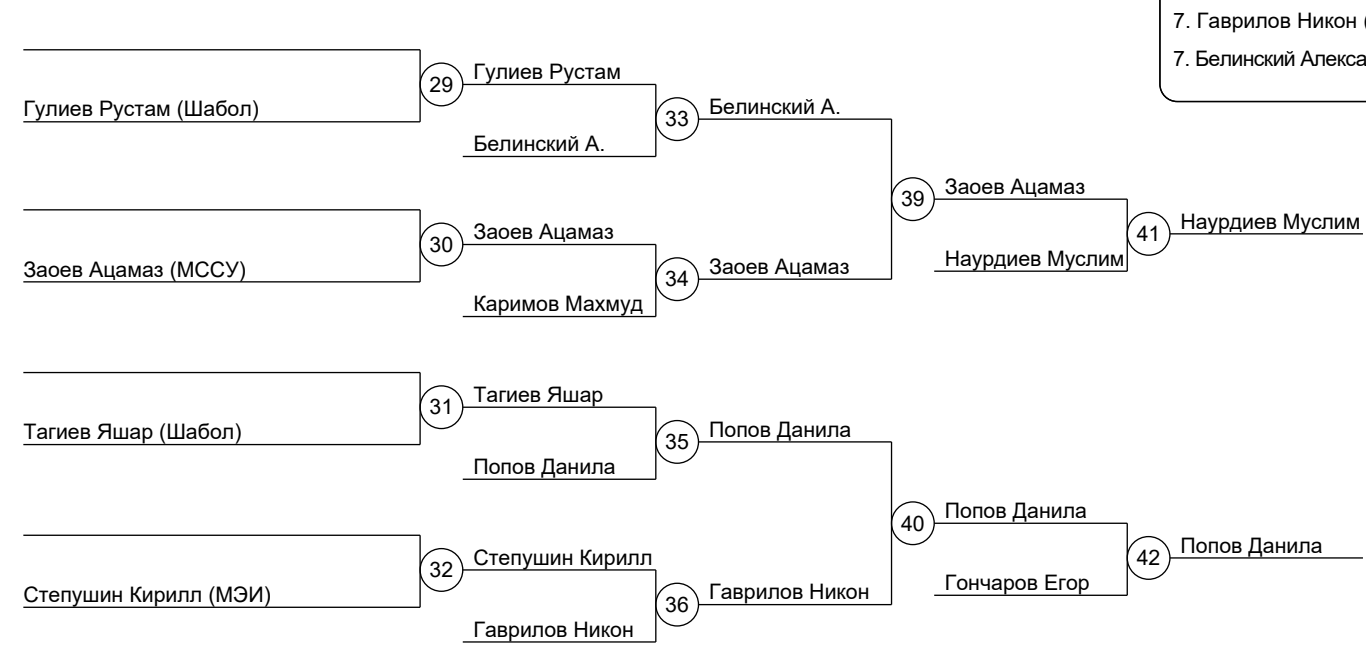 7. Гаврилов Никон (
7. Белинский Алекса
Гулиев Рустам (Шабол)
29
Гулиев Рустам
Белинский А.
33
Белинский А.
Заоев Ацамаз (МССУ)
30
Заоев Ацамаз
Каримов Махмуд
34
Заоев Ацамаз
39
Заоев Ацамаз
Наурдиев Муслим
41
Наурдиев Муслим
Тагиев Яшар (Шабол)
31
Тагиев Яшар
Попов Данила
35
Попов Данила
Степушин Кирилл (МЭИ)
32
Степушин Кирилл
Гаврилов Никон
36
Гаврилов Никон
40
Попов Данила
Гончаров Егор
42
Попов Данила